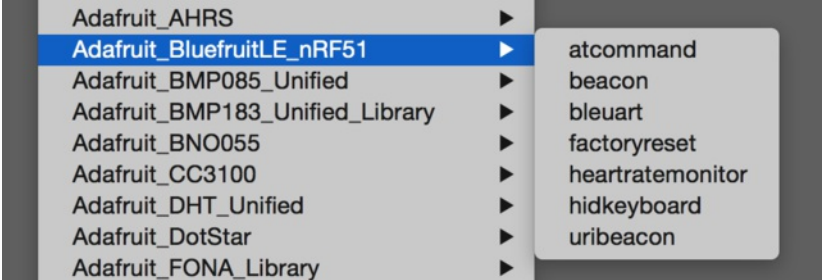 Adafruit_AHRS
Adafruit_BluefruitLE_nRF51
Adafruit_BMP085_Unified
Adafruit_BMP183_Unified_Library
Adafruit_BNO055
Adafruit_CC3100
Adafruit_DHT_Unified
Adafruit_DotStar
Adafruit_FONA_Library
atcommand
beacon
bleuart
factoryreset
heartratemonitor
hidkeyboard
uribeacon